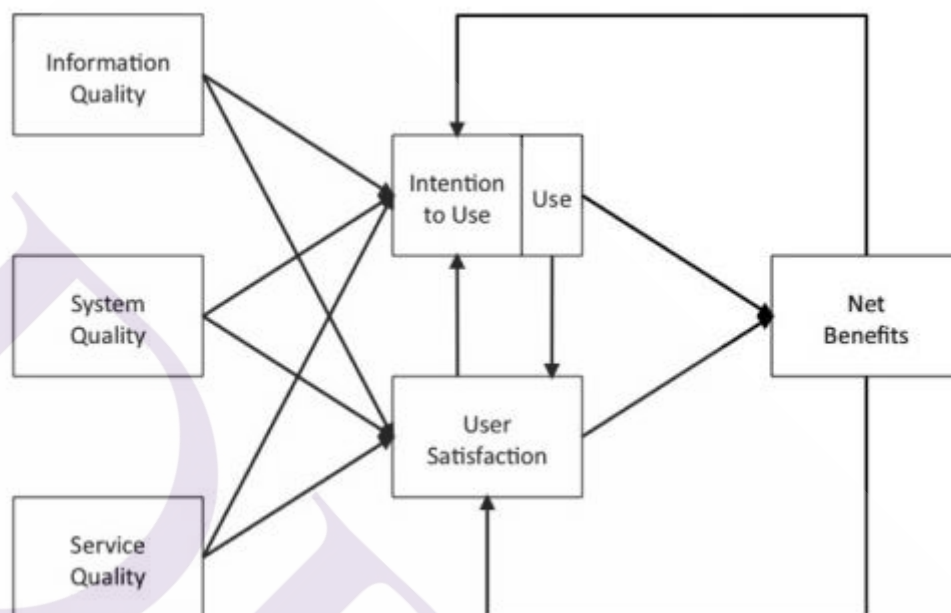 Information
Quality
Intention
to Use
Use
System
Quality
Net
Benefits
User
Satisfaction
Service
Quality